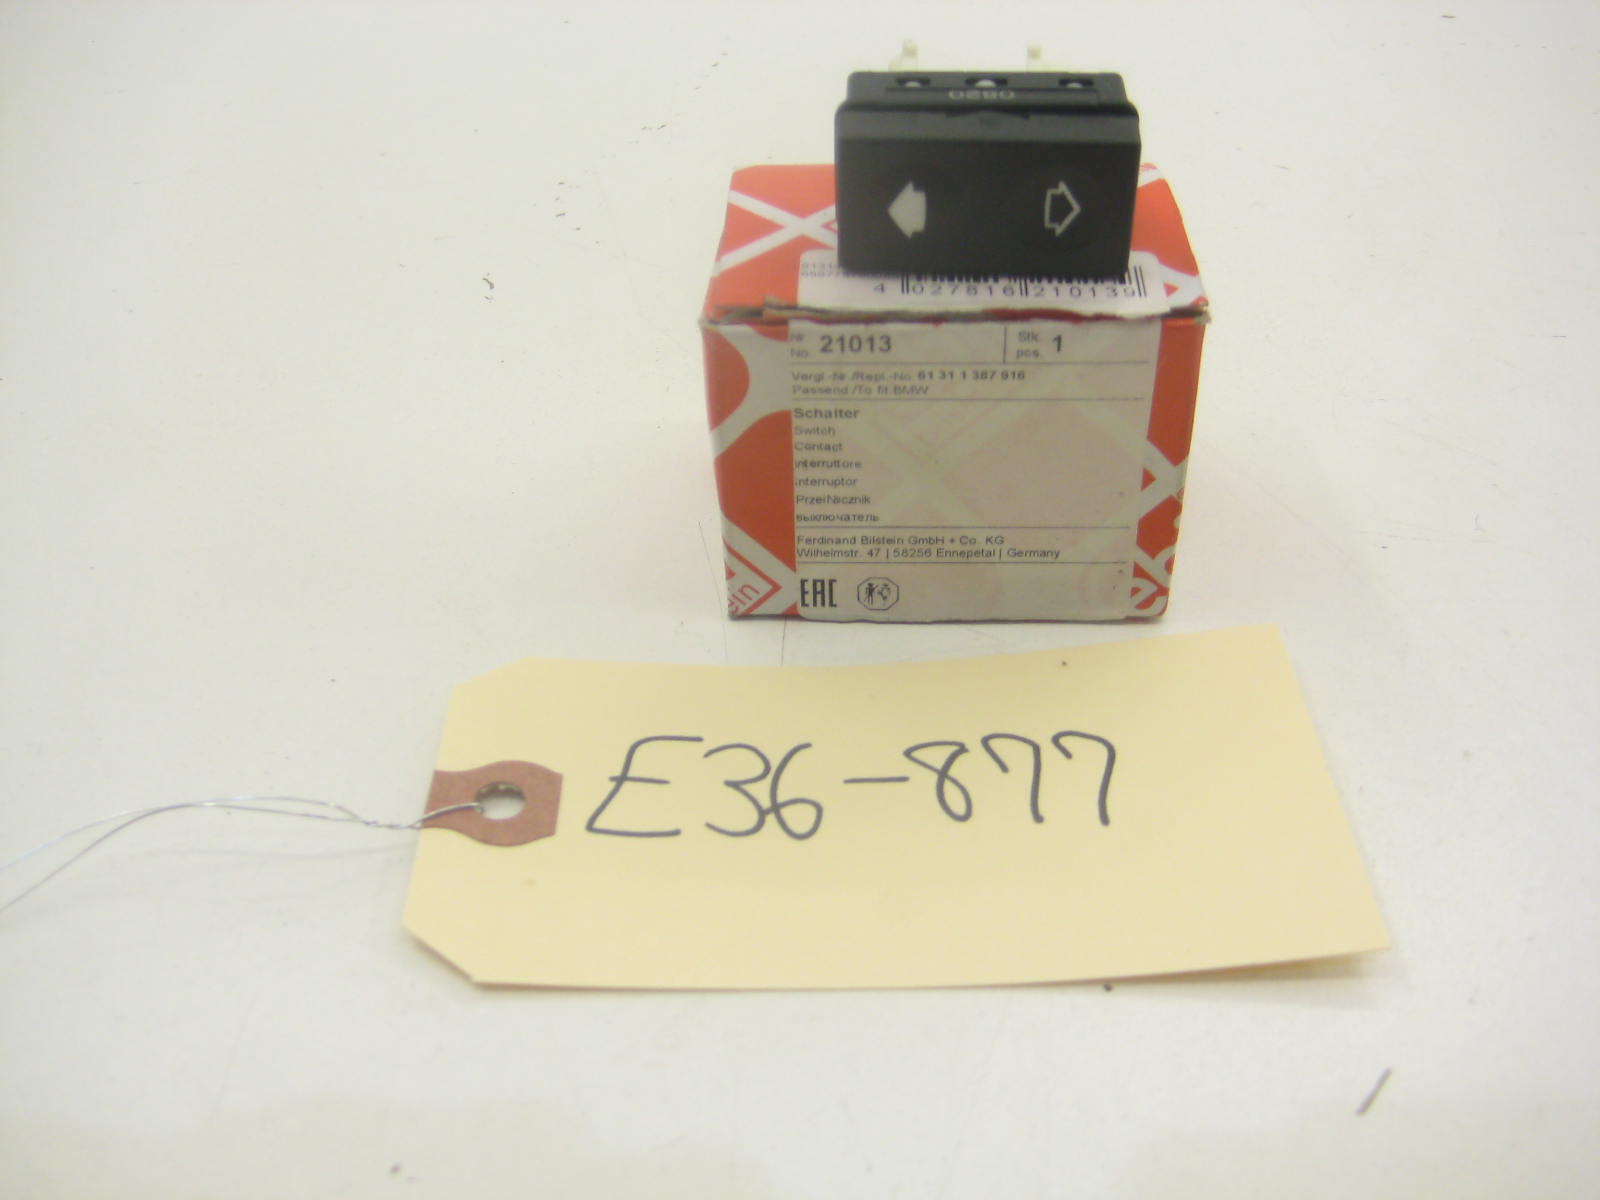 0820
4 027816 210139
Nr.
No. 21013
Stk.
pcs. 1
Vergl.-Nr./Repl.-No. 61 31 1 387 916
Passend/To fit: BMW
Schalter
Switch
Contact
Interruttore
Interruptor
выключатель
Ferdinand Bilstein GmbH + Co. KG
Wilhelmstr. 47 | 58256 Ennepetal | Germany
EAC
E36-877